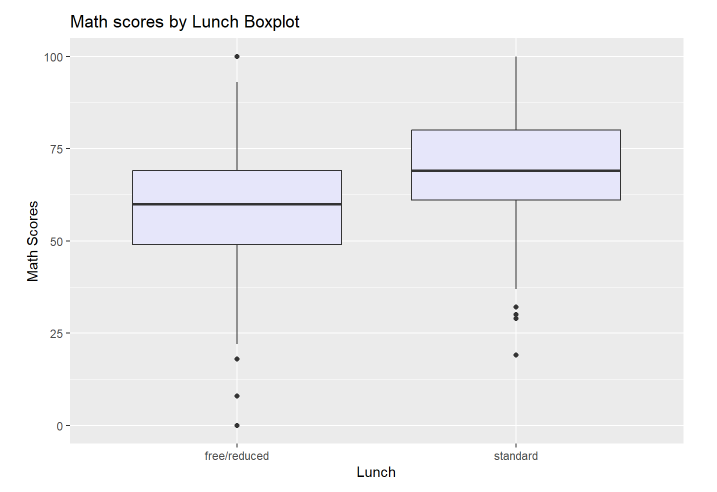 Math scores by Lunch Boxplot
100
75
50
25
0
Math Scores
free/reduced
standard
Lunch